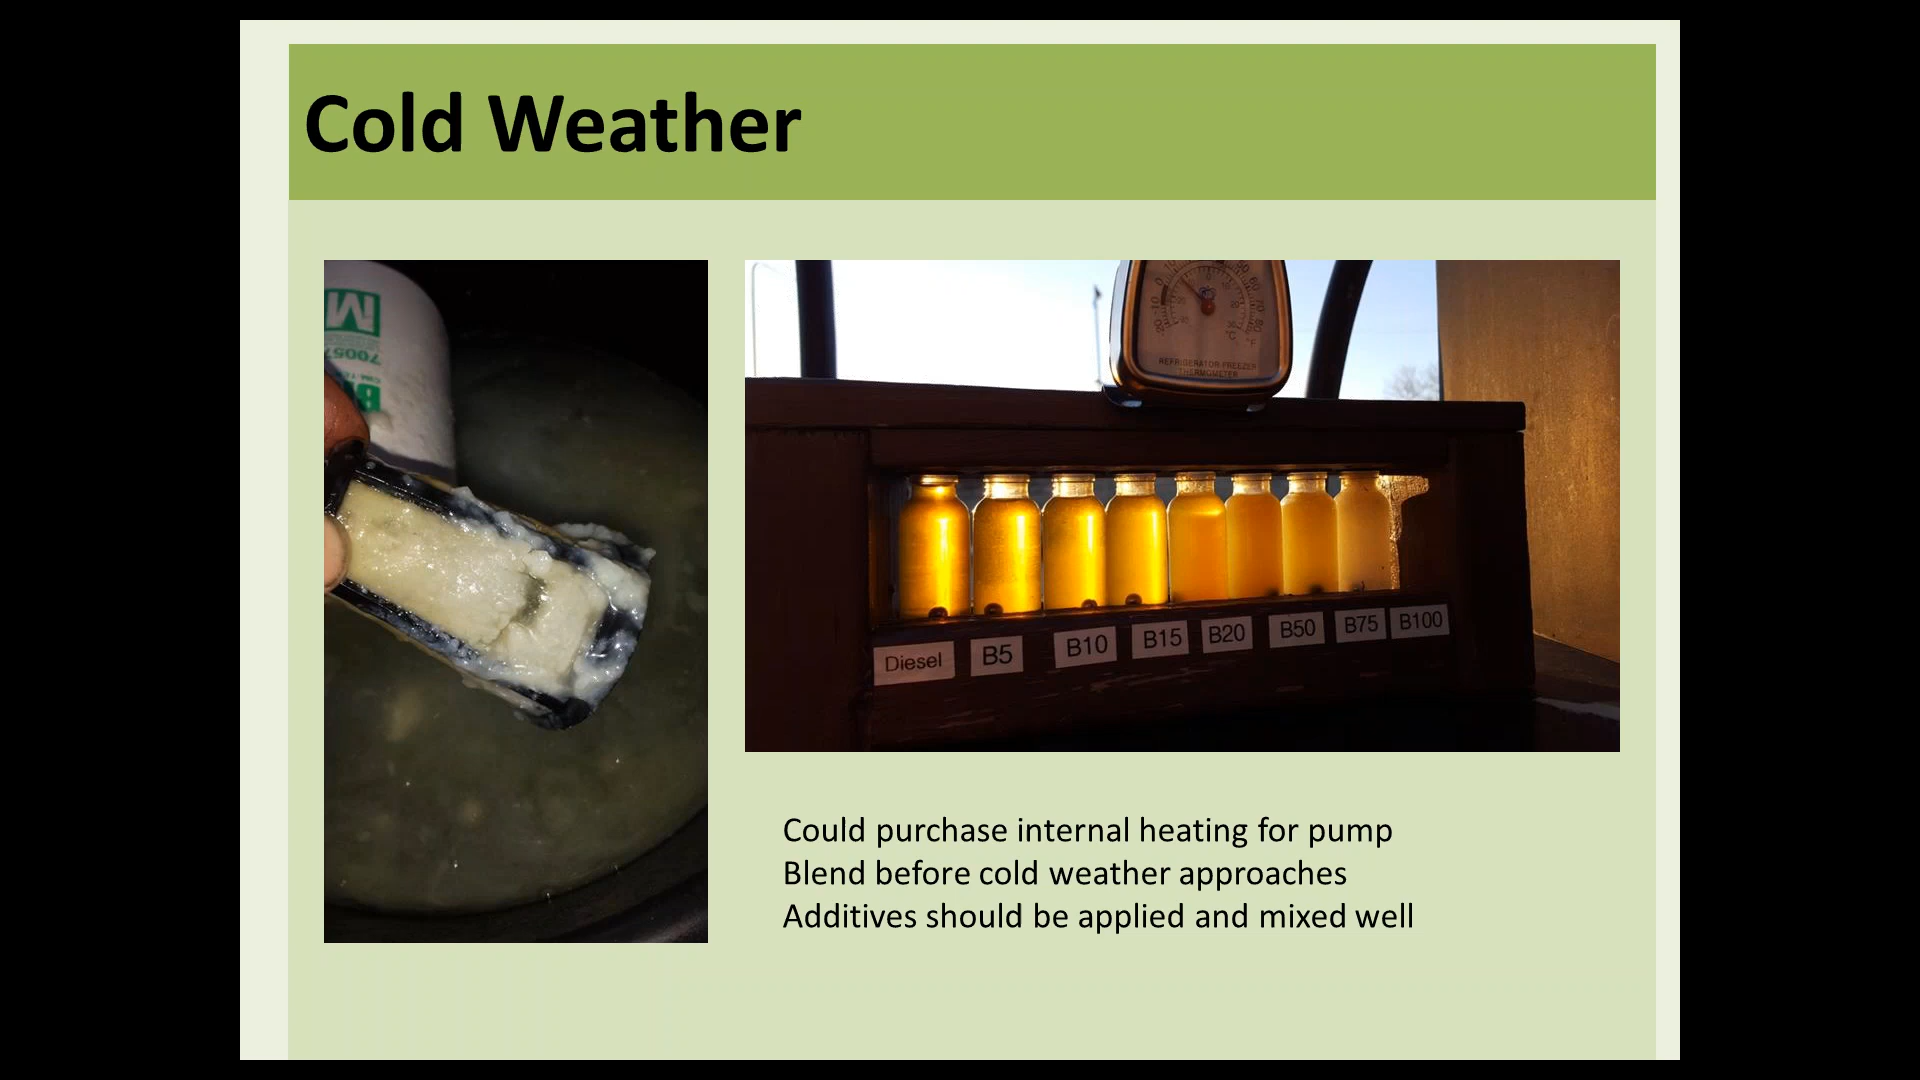 Cold Weather
M
70057
REFRIGERATOR-FREEZER
THERMOMETER
Diesel
B5
B10
B15
B20
B50
B75
B100
Could purchase internal heating for pump
Blend before cold weather approaches
Additives should be applied and mixed well